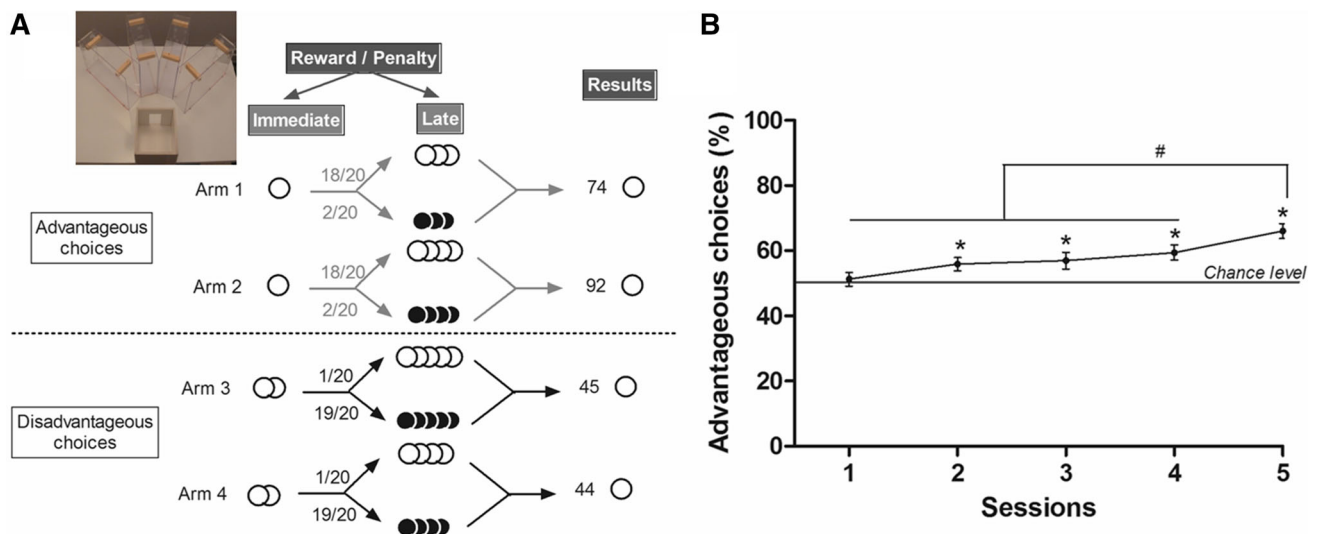 A
Reward / Penalty
Immediate
Late
Results
Advantageous
choices
Arm 1
18/20
2/20
74
Arm 2
18/20
2/20
92
Disadvantageous
choices
Arm 3
1/20
19/20
45
Arm 4
1/20
19/20
44
B
Advantageous choices (%)
100
80
60
40
20
0
#
*
*
*
*
Chance level
1 2 3 4 5
Sessions